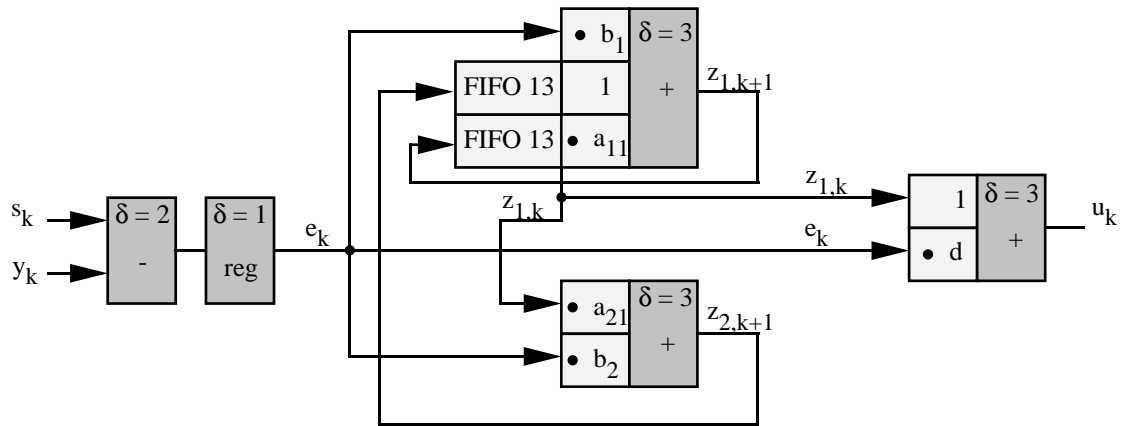 • b₁ δ = 3
z₁,ₖ₊₁
FIFO 13 1 +
FIFO 13 • a₁₁
z₁,ₖ z₁,ₖ
sₖ δ = 2 δ = 1 1 δ = 3 uₖ
eₖ eₖ
yₖ - reg • d +
• a₂₁ δ = 3 z₂,ₖ₊₁
• b₂ +